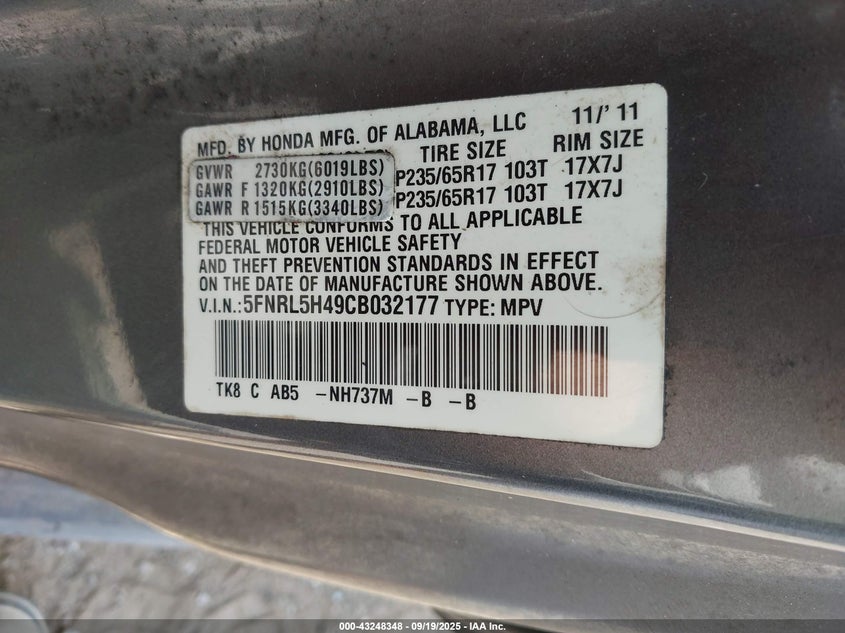 MFD. BY HONDA MFG. OF ALABAMA, LLC 11/'11
TIRE SIZE RIM SIZE
GVWR 2730KG(6019LBS)
GAWR F 1320KG(2910LBS) P235/65R17 103T 17X7J
GAWR R 1515KG(3340LBS) P235/65R17 103T 17X7J
THIS VEHICLE CONFORMS TO ALL APPLICABLE
FEDERAL MOTOR VEHICLE SAFETY
AND THEFT PREVENTION STANDARDS IN EFFECT
ON THE DATE OF MANUFACTURE SHOWN ABOVE.
V.I.N.:5FNRL5H49CB032177 TYPE: MPV
TK8 C AB5 -NH737M -B -B
000-43248348 - 09/19/2025 - IAA Inc.